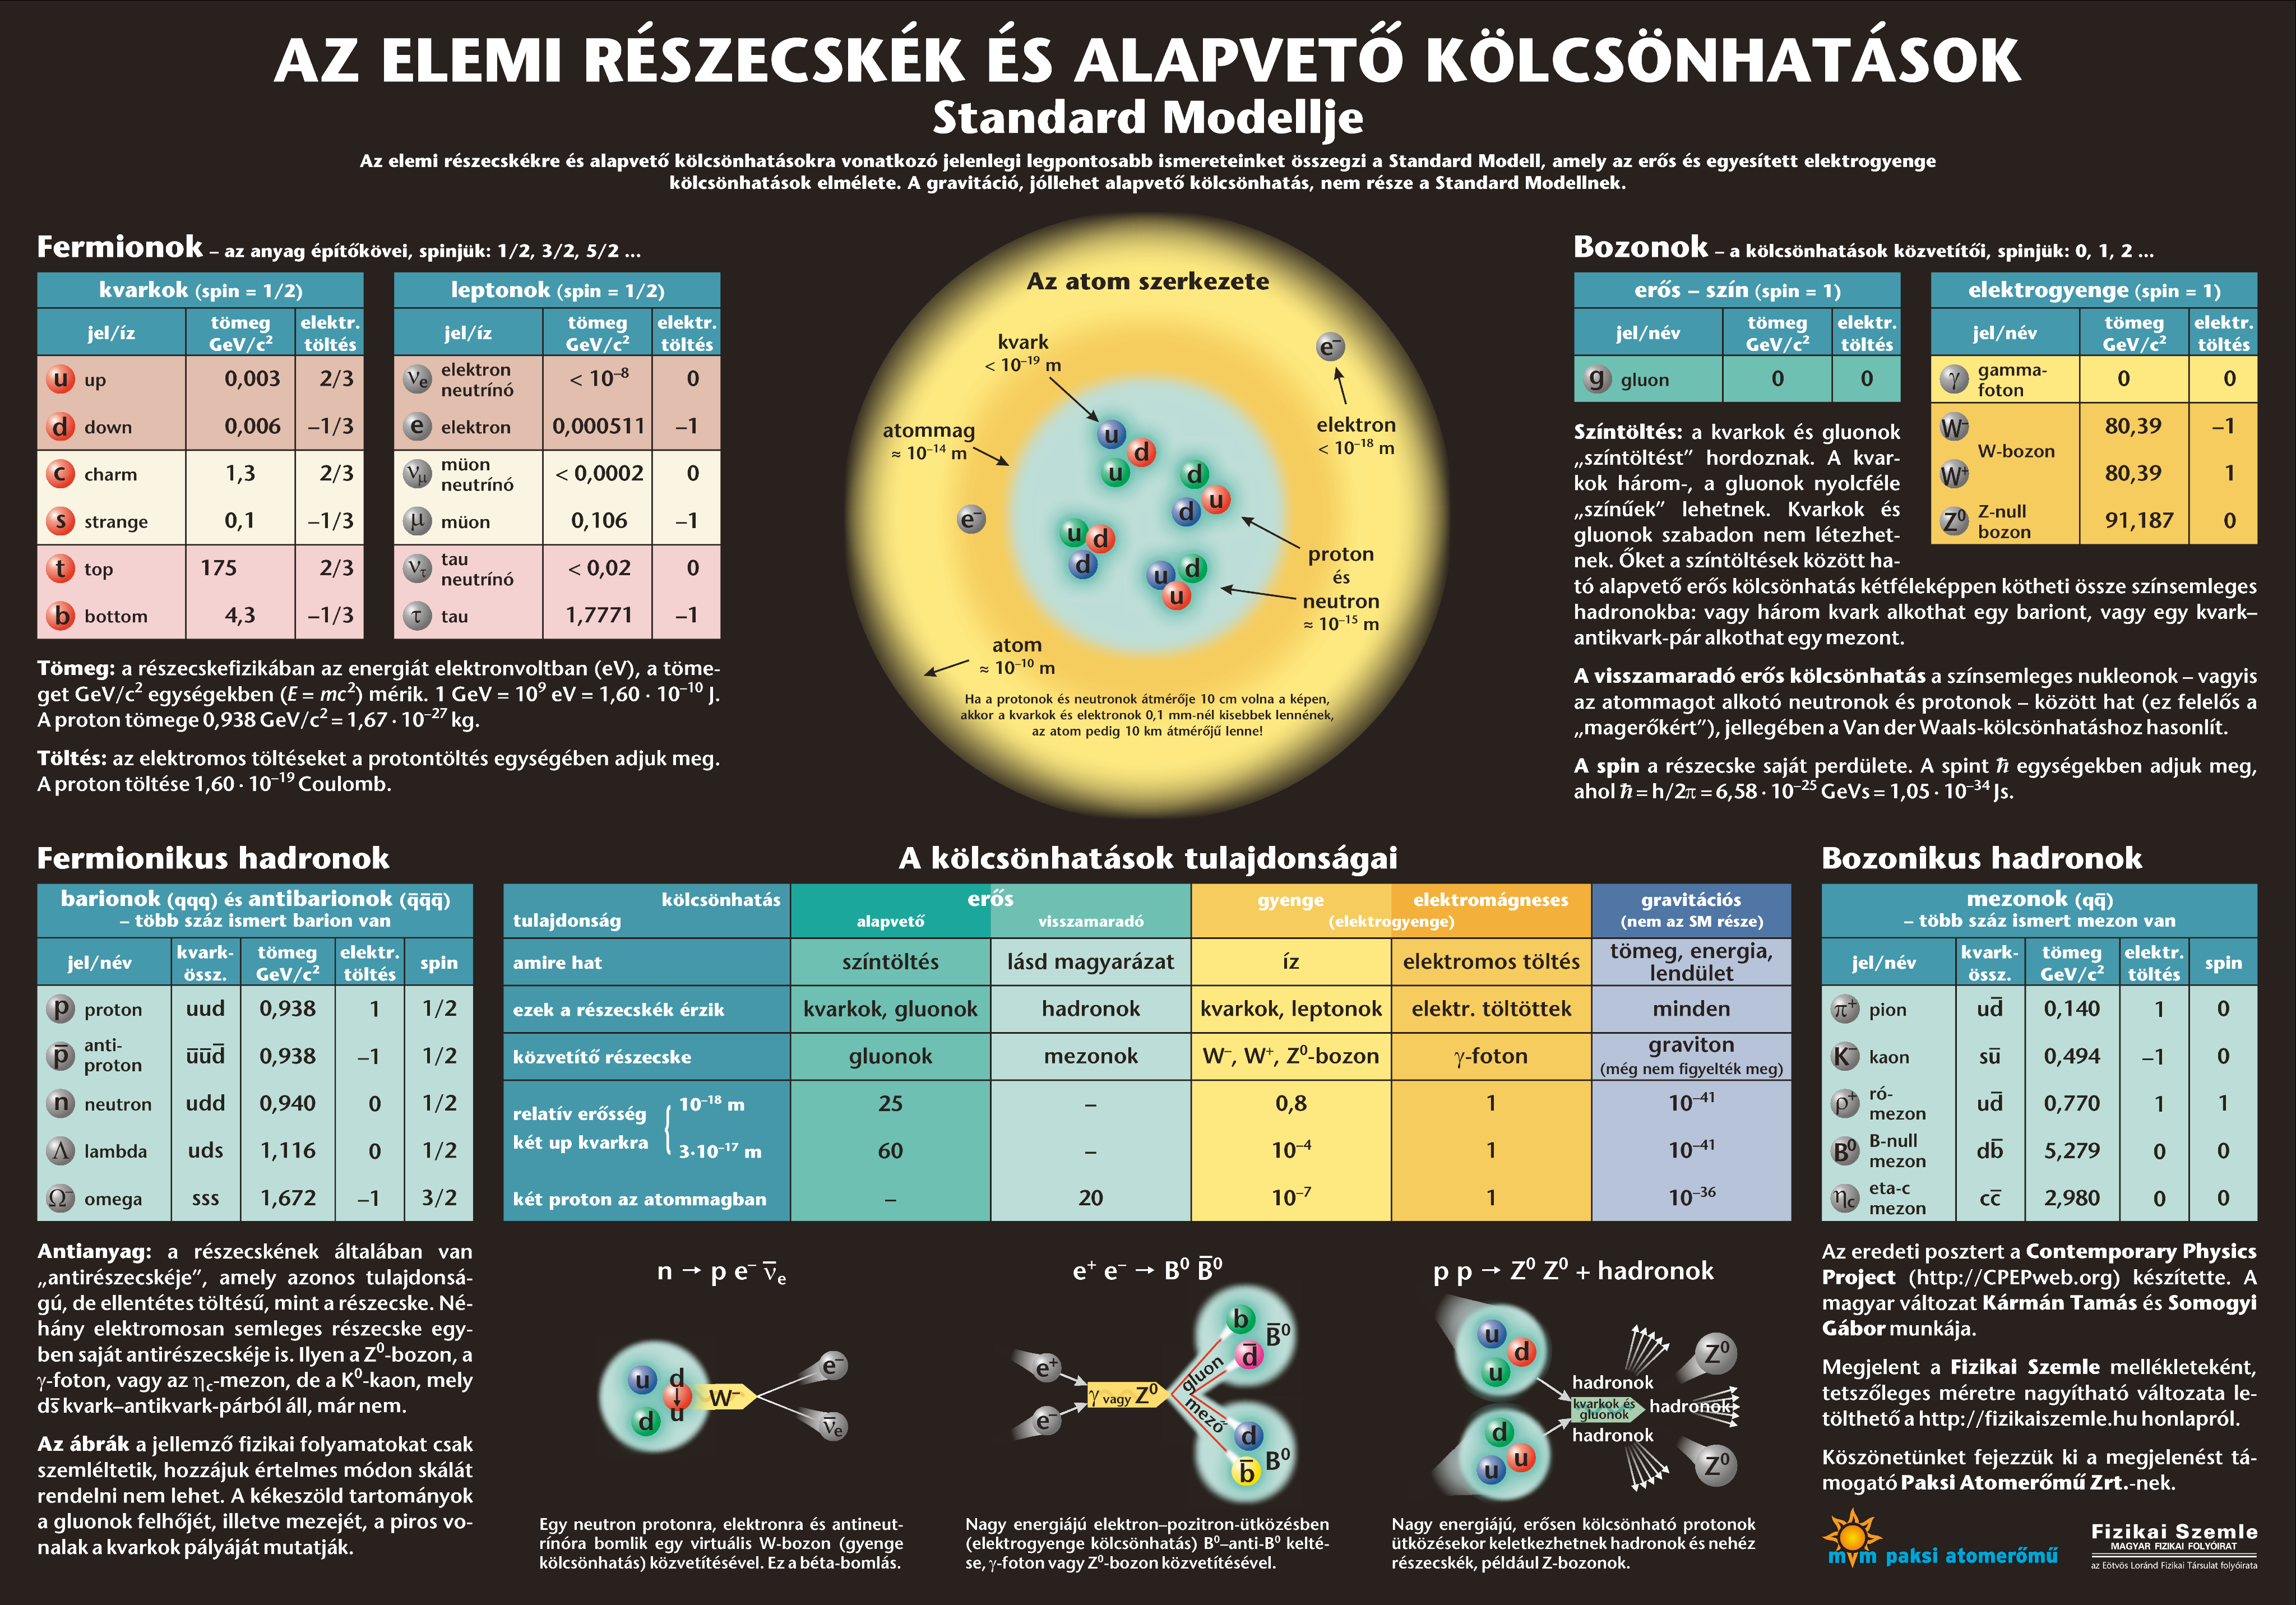 AZ ELEMI RÉSZECSKÉK ÉS ALAPVETŐ KÖLCSÖNHATÁSOK
Standard Modellje
Az elemi részecskékre és alapvető kölcsönhatásokra vonatkozó jelenlegi legpontosabb ismereteinket összegzi a Standard Modell, amely az erős és egyesített elektrogyenge
kölcsönhatások elmélete. A gravitáció, jóllehet alapvető kölcsönhatás, nem része a Standard Modellnek.
Fermionok – az anyag építőkövei, spinjük: 1/2, 3/2, 5/2 ...
kvarkok (spin = 1/2)
jel/íz tömeg GeV/c² elektr. töltés
u up 0,003 2/3
d down 0,006 –1/3
c charm 1,3 2/3
s strange 0,1 –1/3
t top 175 2/3
b bottom 4,3 –1/3
leptonok (spin = 1/2)
jel/íz tömeg GeV/c² elektr. töltés
νe elektron neutrínó < 10⁻⁸ 0
e elektron 0,000511 –1
νμ müon neutrínó < 0,0002 0
μ müon 0,106 –1
ντ tau neutrínó < 0,02 0
τ tau 1,7771 –1
Tömeg: a részecskefizikában az energiát elektronvoltban (eV), a töme-
get GeV/c² egységekben (E = mc²) mérik. 1 GeV = 10⁹ eV = 1,60 · 10⁻¹⁰ J.
A proton tömege 0,938 GeV/c² = 1,67 · 10⁻²⁷ kg.
Töltés: az elektromos töltéseket a protontöltés egységében adjuk meg.
A proton töltése 1,60 · 10⁻¹⁹ Coulomb.
Az atom szerkezete
kvark
< 10⁻¹⁹ m
e⁻
elektron
< 10⁻¹⁸ m
atommag
≈ 10⁻¹⁴ m
u d u
d u d
e⁻
u d d
u d u
proton
és
neutron
≈ 10⁻¹⁵ m
atom
≈ 10⁻¹⁰ m
Ha a protonok és neutronok átmérője 10 cm volna a képen,
akkor a kvarkok és elektronok 0,1 mm-nél kisebbek lennének,
az atom pedig 10 km átmérőjű lenne!
Bozonok – a kölcsönhatások közvetítői, spinjük: 0, 1, 2 ...
erős – szín (spin = 1)
jel/név tömeg GeV/c² elektr. töltés
g gluon 0 0
elektrogyenge (spin = 1)
jel/név tömeg GeV/c² elektr. töltés
γ gamma-foton 0 0
W⁻ 80,39 –1
W-bozon
W⁺ 80,39 1
Z⁰ Z-null bozon 91,187 0
Színtöltés: a kvarkok és gluonok
„színtöltést” hordoznak. A kvar-
kok három-, a gluonok nyolcféle
„színűek” lehetnek. Kvarkok és
gluonok szabadon nem létezhet-
nek. Őket a színtöltések között ha-
tó alapvető erős kölcsönhatás kétféleképpen kötheti össze színsemleges
hadronokba: vagy három kvark alkothat egy bariont, vagy egy kvark–
antikvark-pár alkothat egy mezont.
A visszamaradó erős kölcsönhatás a színsemleges nukleonok – vagyis
az atommagot alkotó neutronok és protonok – között hat (ez felelős a
„magerőkért”), jellegében a Van der Waals-kölcsönhatáshoz hasonlít.
A spin a részecske saját perdülete. A spint ℏ egységekben adjuk meg,
ahol ℏ = h/2π = 6,58 · 10⁻²⁵ GeVs = 1,05 · 10⁻³⁴ Js.
Fermionikus hadronok
barionok (qqq) és antibarionok (q̅q̅q̅)
– több száz ismert barion van
jel/név kvark-össz. tömeg GeV/c² elektr. töltés spin
p proton uud 0,938 1 1/2
p̅ anti-proton u̅u̅d̅ 0,938 –1 1/2
n neutron udd 0,940 0 1/2
Λ lambda uds 1,116 0 1/2
Ω⁻ omega sss 1,672 –1 3/2
Antianyag: a részecskének általában van
„antirészecskéje”, amely azonos tulajdonsá-
gú, de ellentétes töltésű, mint a részecske. Né-
hány elektromosan semleges részecske egy-
ben saját antirészecskéje is. Ilyen a Z⁰-bozon, a
γ-foton, vagy az ηc-mezon, de a K⁰-kaon, mely
ds̅ kvark–antikvark-párból áll, már nem.
Az ábrák a jellemző fizikai folyamatokat csak
szemléltetik, hozzájuk értelmes módon skálát
rendelni nem lehet. A kékeszöld tartományok
a gluonok felhőjét, illetve mezejét, a piros vo-
nalak a kvarkok pályáját mutatják.
A kölcsönhatások tulajdonságai
kölcsönhatás erős gyenge elektromágneses gravitációs
tulajdonság alapvető visszamaradó (elektrogyenge) (nem az SM része)
amire hat színtöltés lásd magyarázat íz elektromos töltés tömeg, energia, lendület
ezek a részecskék érzik kvarkok, gluonok hadronok kvarkok, leptonok elektr. töltöttek minden
közvetítő részecske gluonok mezonok W⁻, W⁺, Z⁰-bozon γ-foton graviton (még nem figyelték meg)
relatív erősség két up kvarkra { 10⁻¹⁸ m 25 – 0,8 1 10⁻⁴¹
3·10⁻¹⁷ m 60 – 10⁻⁴ 1 10⁻⁴¹
két proton az atommagban – 20 10⁻⁷ 1 10⁻³⁶
n → p e⁻ ν̅e
u d d u W⁻ e⁻ ν̅e
Egy neutron protonra, elektronra és antineut-
rínóra bomlik egy virtuális W-bozon (gyenge
kölcsönhatás) közvetítésével. Ez a béta-bomlás.
e⁺ e⁻ → B⁰ B̅⁰
e⁺ e⁻ γ vagy Z⁰ gluon mező b d̅ B̅⁰ d b̅ B⁰
Nagy energiájú elektron–pozitron-ütközésben
(elektrogyenge kölcsönhatás) B⁰–anti-B⁰ kelté-
se, γ-foton vagy Z⁰-bozon közvetítésével.
p p → Z⁰ Z⁰ + hadronok
u d u
d u u
hadronok
kvarkok és gluonok
hadronok
hadronok
Z⁰
Z⁰
Nagy energiájú, erősen kölcsönható protonok
ütközésekor keletkezhetnek hadronok és nehéz
részecskék, például Z-bozonok.
Bozonikus hadronok
mezonok (qq̅)
– több száz ismert mezon van
jel/név kvark-össz. tömeg GeV/c² elektr. töltés spin
π⁺ pion ud̅ 0,140 1 0
K⁻ kaon su̅ 0,494 –1 0
ρ⁺ ró-mezon ud̅ 0,770 1 1
B⁰ B-null mezon db̅ 5,279 0 0
ηc eta-c mezon cc̅ 2,980 0 0
Az eredeti posztert a Contemporary Physics
Project (http://CPEPweb.org) készítette. A
magyar változat Kármán Tamás és Somogyi
Gábor munkája.
Megjelent a Fizikai Szemle mellékleteként,
tetszőleges méretre nagyítható változata le-
tölthető a http://fizikaiszemle.hu honlapról.
Köszönetünket fejezzük ki a megjelenést tá-
mogató Paksi Atomerőmű Zrt.-nek.
mvm paksi atomerőmű
Fizikai Szemle
MAGYAR FIZIKAI FOLYÓIRAT
az Eötvös Loránd Fizikai Társulat folyóirata